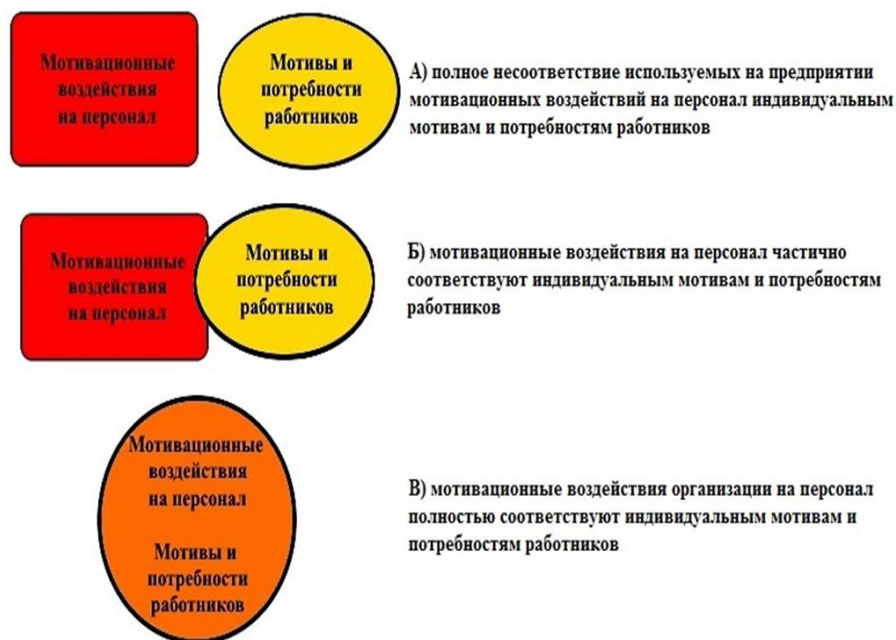 Мотивационные
воздействия
на персонал
Мотивы и
потребности
работников
А) полное несоответствие используемых на предприятии
мотивационных воздействий на персонал индивидуальным
мотивам и потребностям работников
Мотивационные
воздействия
на персонал
Мотивы и
потребности
работников
Б) мотивационные воздействия на персонал частично
соответствуют индивидуальным мотивам и потребностям
работников
Мотивационные
воздействия
на персонал
Мотивы и
потребности
работников
В) мотивационные воздействия организации на персонал
полностью соответствуют индивидуальным мотивам и
потребностям работников